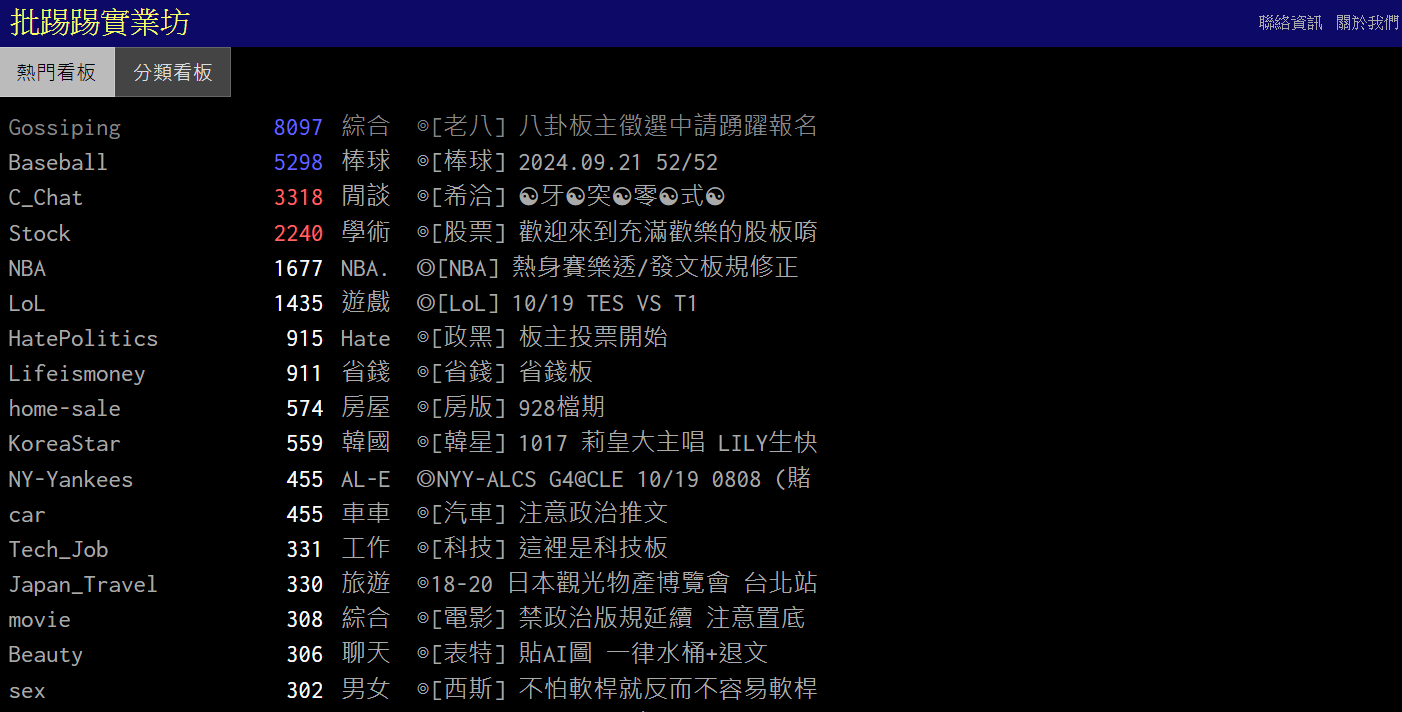 批踢踢實業坊 聯絡資訊 關於我們
熱門看板 分類看板
Gossiping 8097 綜合 ◎[老八] 八卦板主徵選中請踴躍報名
Baseball 5298 棒球 ◎[棒球] 2024.09.21 52/52
C_Chat 3318 閒談 ◎[希洽] ☯牙☯突☯零☯式☯
Stock 2240 學術 ◎[股票] 歡迎來到充滿歡樂的股板唷
NBA 1677 NBA. ◎[NBA] 熱身賽樂透/發文板規修正
LoL 1435 遊戲 ◎[LoL] 10/19 TES VS T1
HatePolitics 915 Hate ◎[政黑] 板主投票開始
Lifeismoney 911 省錢 ◎[省錢] 省錢板
home-sale 574 房屋 ◎[房版] 928檔期
KoreaStar 559 韓國 ◎[韓星] 1017 莉皇大主唱 LILY生快
NY-Yankees 455 AL-E ◎NYY-ALCS G4@CLE 10/19 0808 (賭
car 455 車車 ◎[汽車] 注意政治推文
Tech_Job 331 工作 ◎[科技] 這裡是科技板
Japan_Travel 330 旅遊 ◎18-20 日本觀光物產博覽會 台北站
movie 308 綜合 ◎[電影] 禁政治版規延續 注意置底
Beauty 306 聊天 ◎[表特] 貼AI圖 一律水桶+退文
sex 302 男女 ◎[西斯] 不怕軟桿就反而不容易軟桿